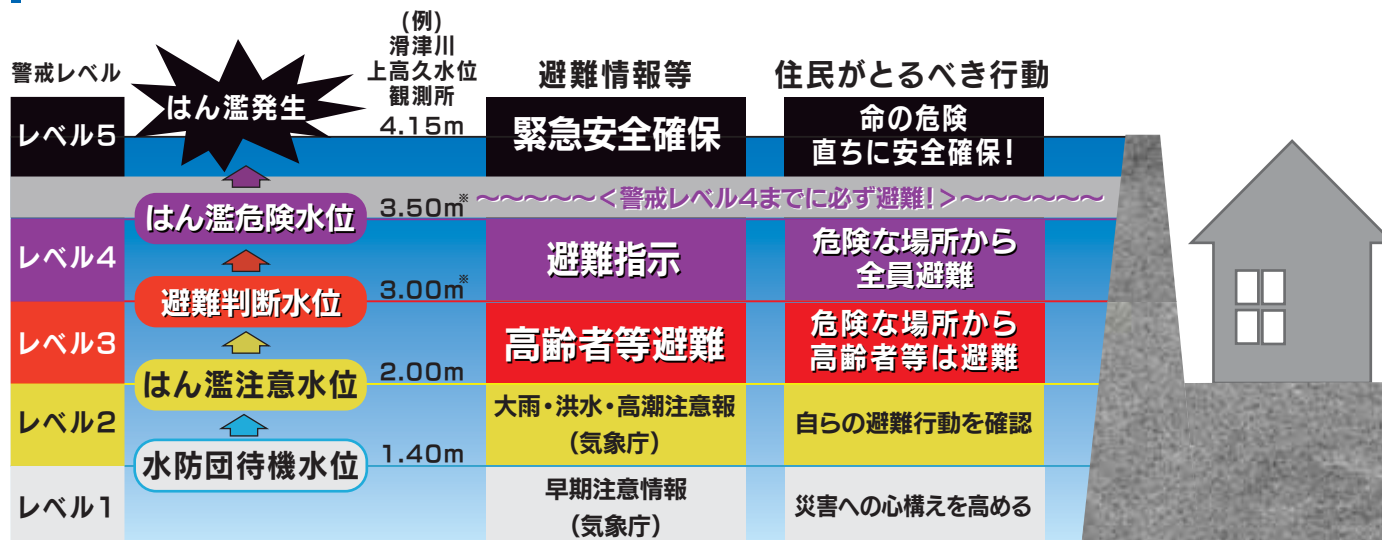 (例)
滑津川
上高久水位
観測所
警戒レベル
避難情報等
住民がとるべき行動
レベル5
はん濫発生
4.15m
緊急安全確保
命の危険
直ちに安全確保!
～～～～～<警戒レベル4までに必ず避難!>～～～～～～
はん濫危険水位
3.50m※
レベル4
避難指示
危険な場所から
全員避難
避難判断水位
3.00m※
レベル3
高齢者等避難
危険な場所から
高齢者等は避難
はん濫注意水位
2.00m
レベル2
大雨・洪水・高潮注意報
(気象庁)
自らの避難行動を確認
水防団待機水位
1.40m
レベル1
早期注意情報
(気象庁)
災害への心構えを高める